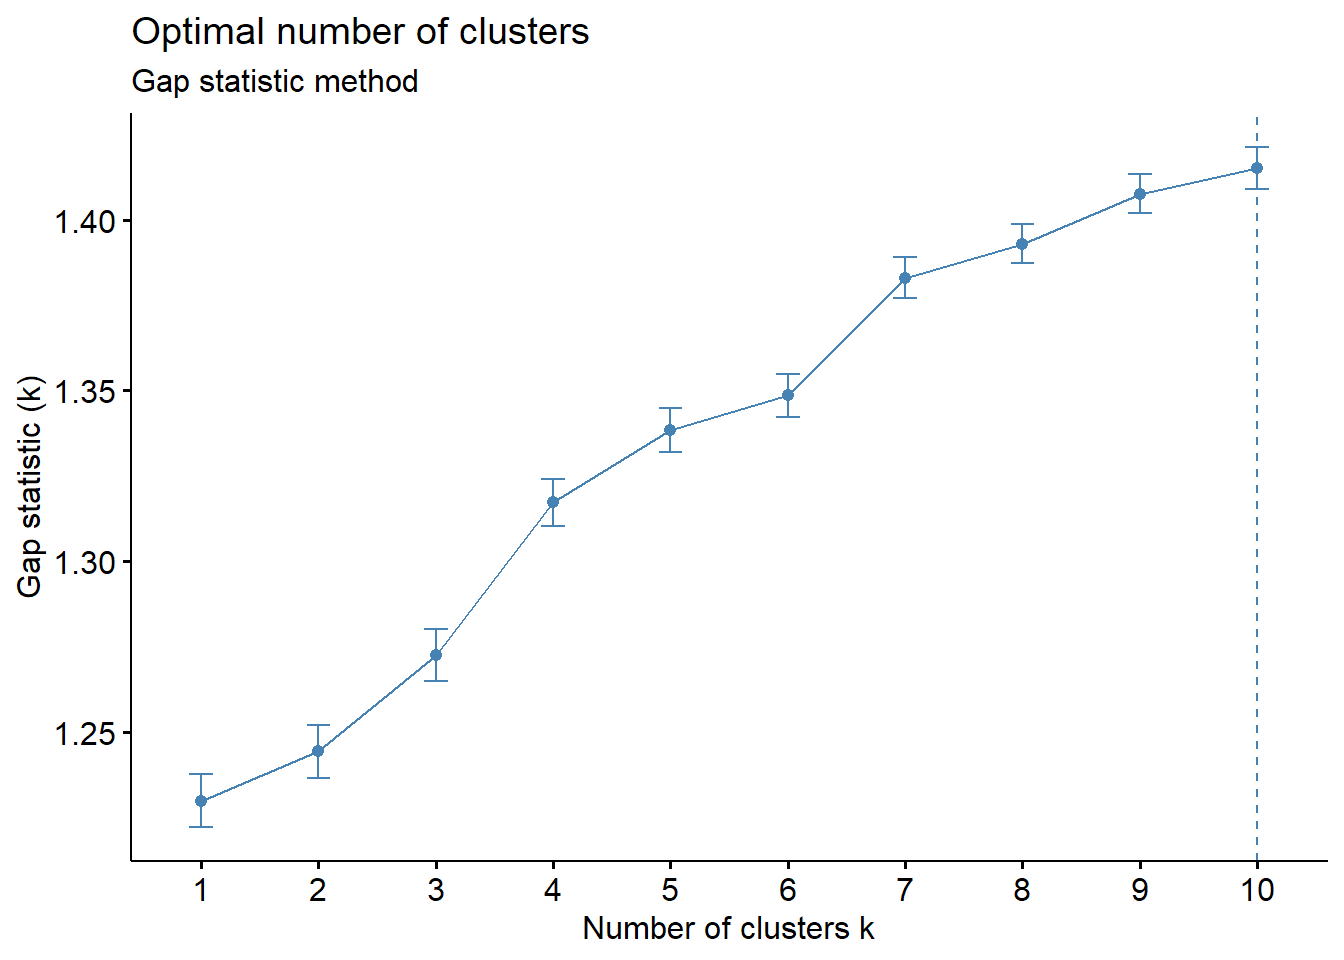 Optimal number of clusters
Gap statistic method
Gap statistic (k)
1.40
1.35
1.30
1.25
1 2 3 4 5 6 7 8 9 10
Number of clusters k